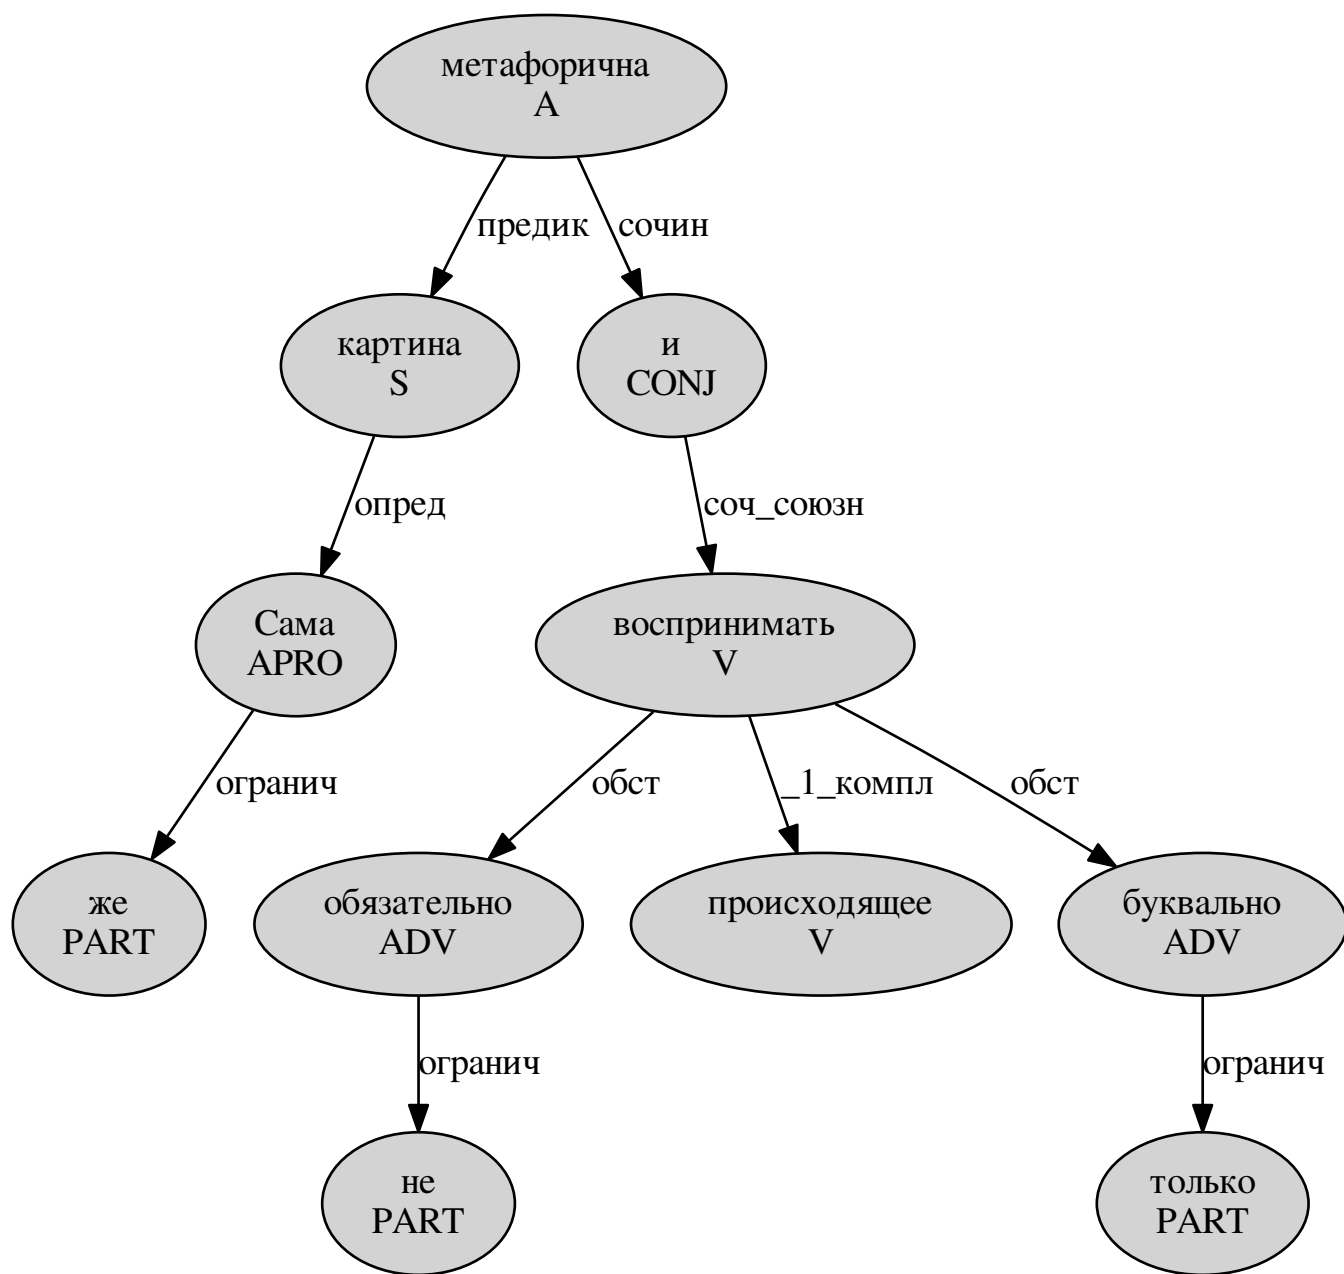 метафорична
A
предик
сочин
картина
S
и
CONJ
опред
соч_союзн
Сама
APRO
воспринимать
V
огранич
обст
_1_компл
обст
же
PART
обязательно
ADV
происходящее
V
буквально
ADV
огранич
огранич
не
PART
только
PART